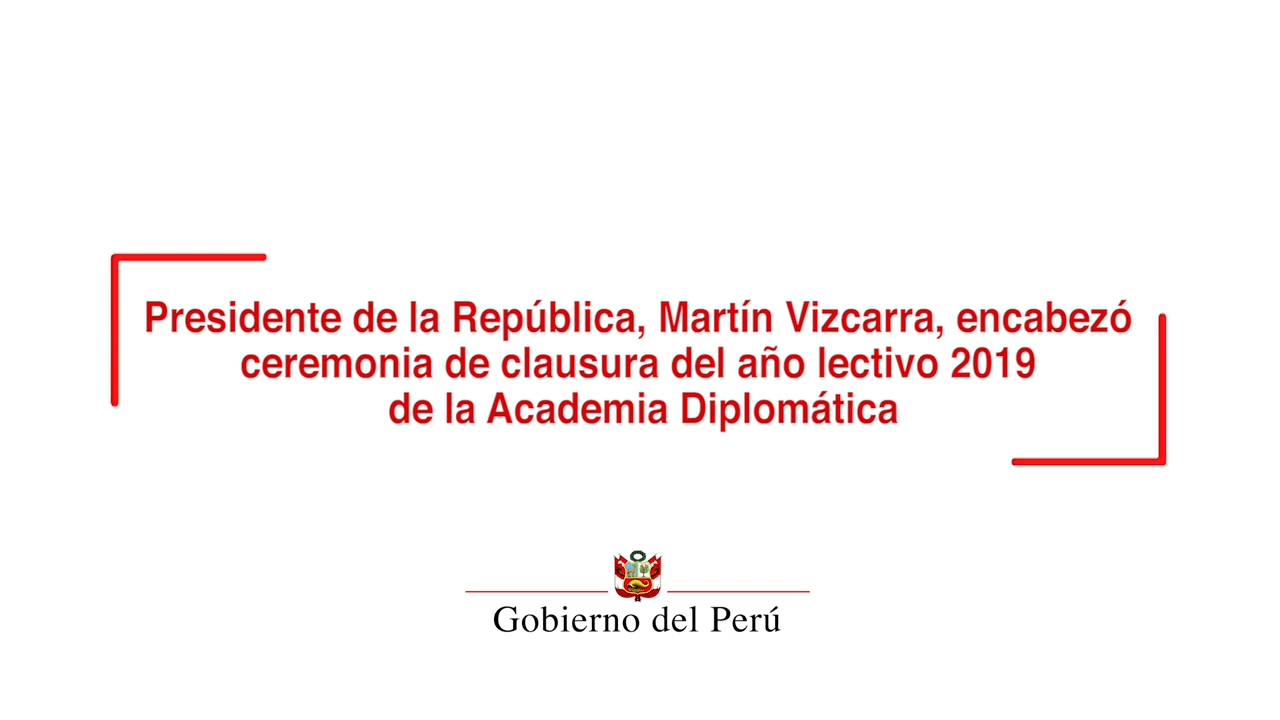 Presidente de la República, Martín Vizcarra, encabezó
ceremonia de clausura del año lectivo 2019
de la Academia Diplomática
Gobierno del Perú